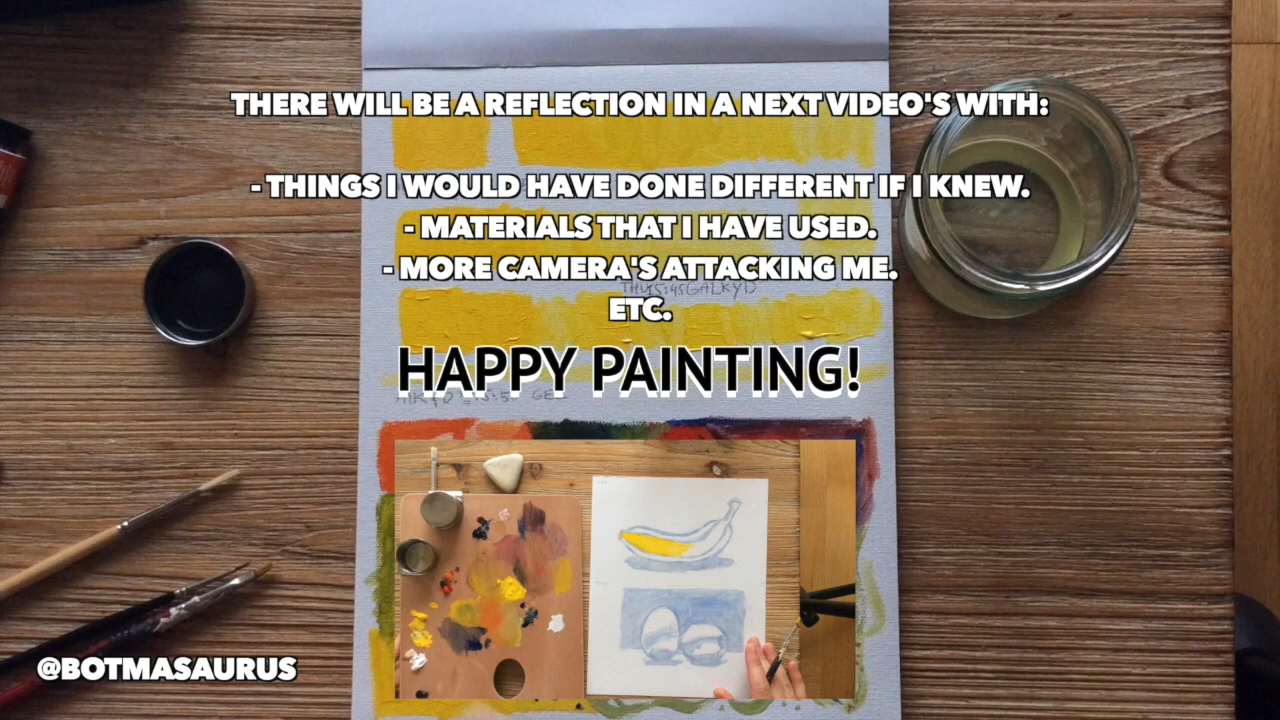 THERE WILL BE A REFLECTION IN A NEXT VIDEO'S WITH:
- THINGS I WOULD HAVE DONE DIFFERENT IF I KNEW.
- MATERIALS THAT I HAVE USED.
- MORE CAMERA'S ATTACKING ME.
ETC.
HAPPY PAINTING!
@BOTMASAURUS